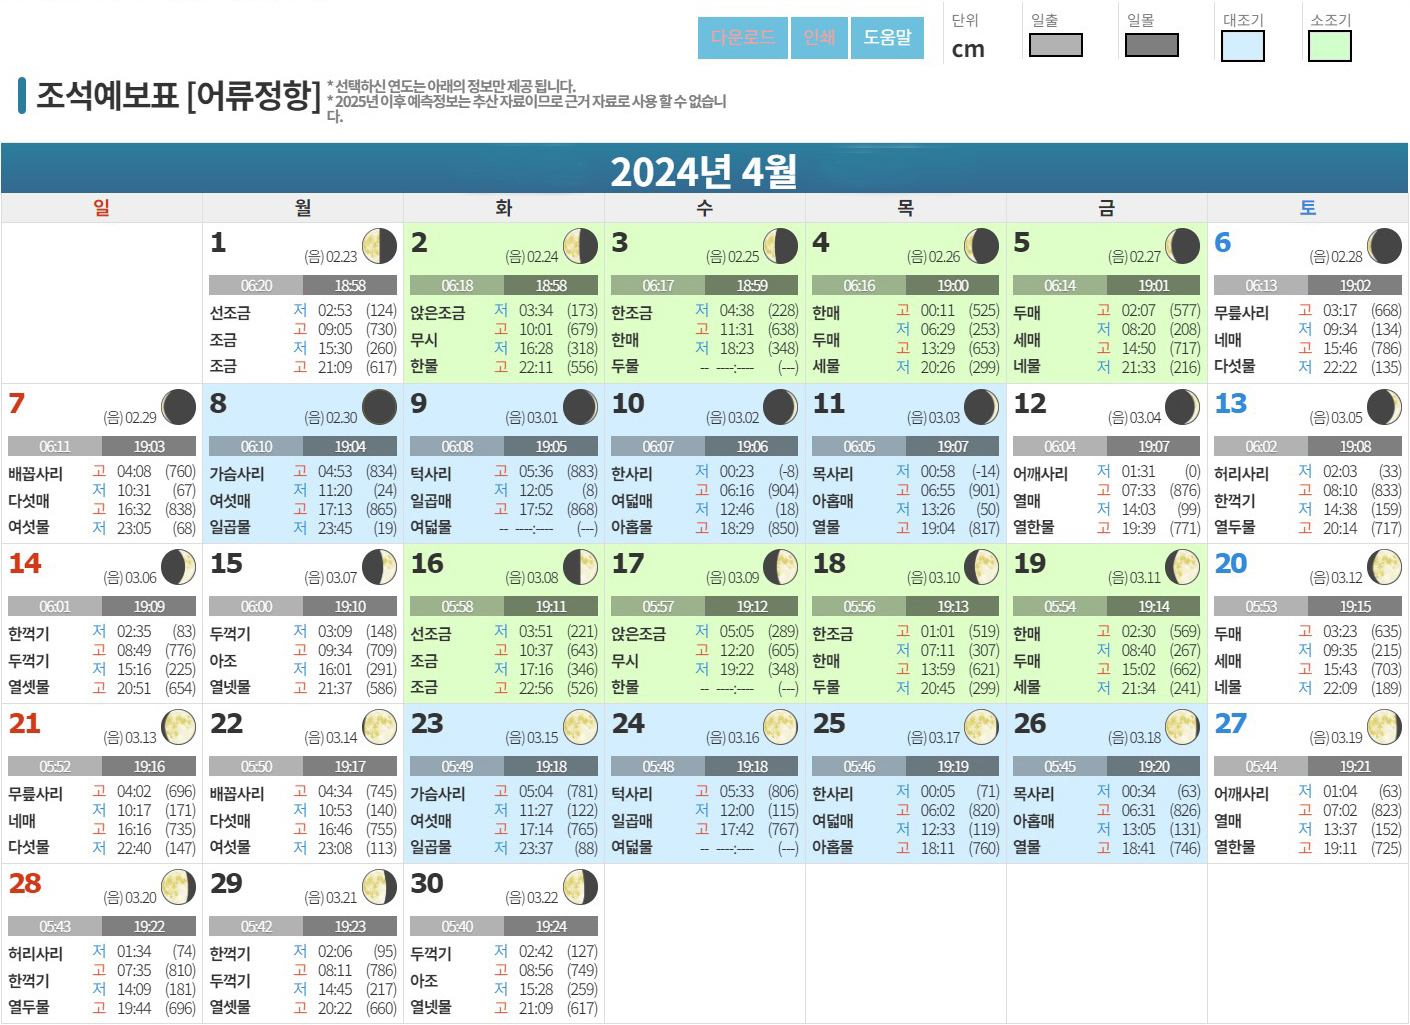 다운로드 인쇄 도움말 단위 일출 일몰 대조기 소조기
cm
조석예보표 [어류정항] * 선택하신 연도는 아래의 정보만 제공 됩니다.
* 2025년 이후 예측정보는 추산 자료이므로 근거 자료로 사용 할 수 없습니
다.
2024년 4월
일 월 화 수 목 금 토
1 (음) 02.23
06:20 18:58
선조금 저 02:53 (124)
고 09:05 (730)
조금 저 15:30 (260)
조금 고 21:09 (617)
2 (음) 02.24
06:18 18:58
앉은조금 저 03:34 (173)
고 10:01 (679)
무시 저 16:28 (318)
한물 고 22:11 (556)
3 (음) 02.25
06:17 18:59
한조금 저 04:38 (228)
고 11:31 (638)
한매 저 18:23 (348)
두물 -- ----:---- (---)
4 (음) 02.26
06:16 19:00
한매 고 00:11 (525)
저 06:29 (253)
두매 고 13:29 (653)
세물 저 20:26 (299)
5 (음) 02.27
06:14 19:01
두매 고 02:07 (577)
저 08:20 (208)
세매 고 14:50 (717)
네물 저 21:33 (216)
6 (음) 02.28
06:13 19:02
무릎사리 고 03:17 (668)
저 09:34 (134)
네매 고 15:46 (786)
다섯물 저 22:22 (135)
7 (음) 02.29
06:11 19:03
배꼽사리 고 04:08 (760)
저 10:31 (67)
다섯매 고 16:32 (838)
여섯물 저 23:05 (68)
8 (음) 02.30
06:10 19:04
가슴사리 고 04:53 (834)
저 11:20 (24)
여섯매 고 17:13 (865)
일곱물 저 23:45 (19)
9 (음) 03.01
06:08 19:05
턱사리 고 05:36 (883)
저 12:05 (8)
일곱매 고 17:52 (868)
여덟물 -- ----:---- (---)
10 (음) 03.02
06:07 19:06
한사리 저 00:23 (-8)
고 06:16 (904)
여덟매 저 12:46 (18)
아홉물 고 18:29 (850)
11 (음) 03.03
06:05 19:07
목사리 저 00:58 (-14)
고 06:55 (901)
아홉매 저 13:26 (50)
열물 고 19:04 (817)
12 (음) 03.04
06:04 19:07
어깨사리 저 01:31 (0)
고 07:33 (876)
열매 저 14:03 (99)
열한물 고 19:39 (771)
13 (음) 03.05
06:02 19:08
허리사리 저 02:03 (33)
고 08:10 (833)
한꺽기 저 14:38 (159)
열두물 고 20:14 (717)
14 (음) 03.06
06:01 19:09
한꺽기 저 02:35 (83)
고 08:49 (776)
두꺽기 저 15:16 (225)
열셋물 고 20:51 (654)
15 (음) 03.07
06:00 19:10
두꺽기 저 03:09 (148)
고 09:34 (709)
아조 저 16:01 (291)
열넷물 고 21:37 (586)
16 (음) 03.08
05:58 19:11
선조금 저 03:51 (221)
고 10:37 (643)
조금 저 17:16 (346)
조금 고 22:56 (526)
17 (음) 03.09
05:57 19:12
앉은조금 저 05:05 (289)
고 12:20 (605)
무시 저 19:22 (348)
한물 -- ----:---- (---)
18 (음) 03.10
05:56 19:13
한조금 고 01:01 (519)
저 07:11 (307)
한매 고 13:59 (621)
두물 저 20:45 (299)
19 (음) 03.11
05:54 19:14
한매 고 02:30 (569)
저 08:40 (267)
두매 고 15:02 (662)
세물 저 21:34 (241)
20 (음) 03.12
05:53 19:15
두매 고 03:23 (635)
저 09:35 (215)
세매 고 15:43 (703)
네물 저 22:09 (189)
21 (음) 03.13
05:52 19:16
무릎사리 고 04:02 (696)
저 10:17 (171)
네매 고 16:16 (735)
다섯물 저 22:40 (147)
22 (음) 03.14
05:50 19:17
배꼽사리 고 04:34 (745)
저 10:53 (140)
다섯매 고 16:46 (755)
여섯물 저 23:08 (113)
23 (음) 03.15
05:49 19:18
가슴사리 고 05:04 (781)
저 11:27 (122)
여섯매 고 17:14 (765)
일곱물 저 23:37 (88)
24 (음) 03.16
05:48 19:18
턱사리 고 05:33 (806)
저 12:00 (115)
일곱매 고 17:42 (767)
여덟물 -- ----:---- (---)
25 (음) 03.17
05:46 19:19
한사리 저 00:05 (71)
고 06:02 (820)
여덟매 저 12:33 (119)
아홉물 고 18:11 (760)
26 (음) 03.18
05:45 19:20
목사리 저 00:34 (63)
고 06:31 (826)
아홉매 저 13:05 (131)
열물 고 18:41 (746)
27 (음) 03.19
05:44 19:21
어깨사리 저 01:04 (63)
고 07:02 (823)
열매 저 13:37 (152)
열한물 고 19:11 (725)
28 (음) 03.20
05:43 19:22
허리사리 저 01:34 (74)
고 07:35 (810)
한꺽기 저 14:09 (181)
열두물 고 19:44 (696)
29 (음) 03.21
05:42 19:23
한꺽기 저 02:06 (95)
고 08:11 (786)
두꺽기 저 14:45 (217)
열셋물 고 20:22 (660)
30 (음) 03.22
05:40 19:24
두꺽기 저 02:42 (127)
고 08:56 (749)
아조 저 15:28 (259)
열넷물 고 21:09 (617)